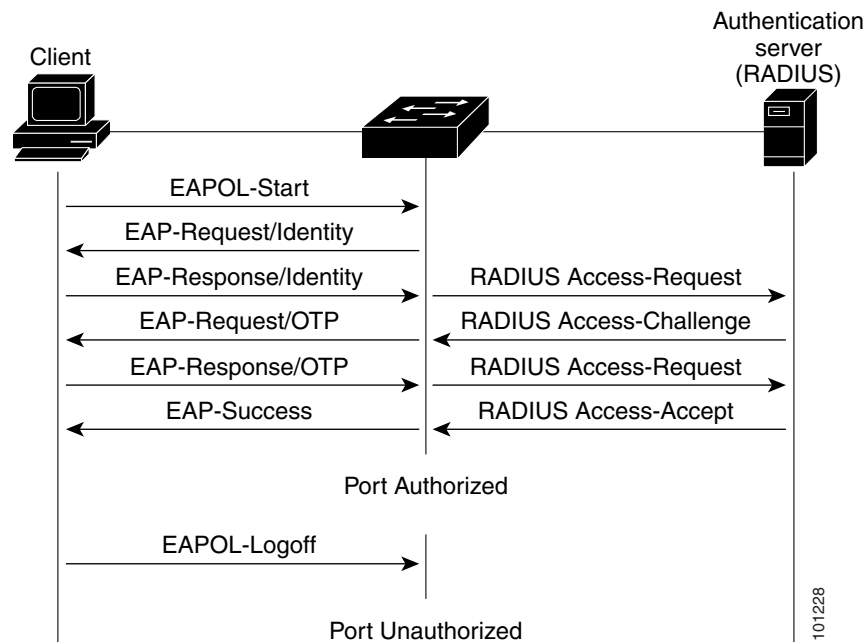 Client
Authentication
server
(RADIUS)
EAPOL-Start
EAP-Request/Identity
EAP-Response/Identity
RADIUS Access-Request
EAP-Request/OTP
RADIUS Access-Challenge
EAP-Response/OTP
RADIUS Access-Request
EAP-Success
RADIUS Access-Accept
Port Authorized
EAPOL-Logoff
Port Unauthorized
101228